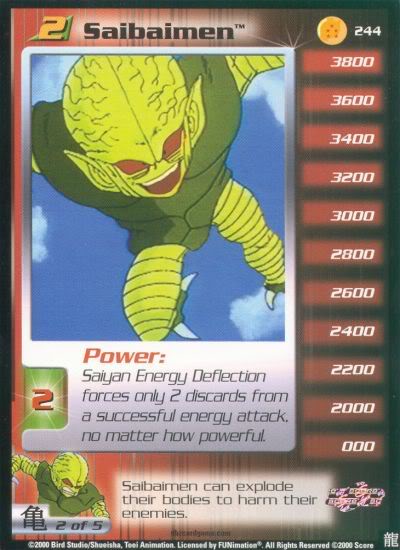 2 Saibaimen™ 244
3800
3600
3400
3200
3000
2800
2600
2400
2200
2000
000
Power:
2
Saiyan Energy Deflection
forces only 2 discards from
a successful energy attack,
no matter how powerful.
Saibaimen can explode
their bodies to harm their
enemies.
亀 2 of 5
龍
©2000 Bird Studio/Shueisha, Toei Animation. Licensed by FUNimation®. All Rights Reserved ©2000 Score